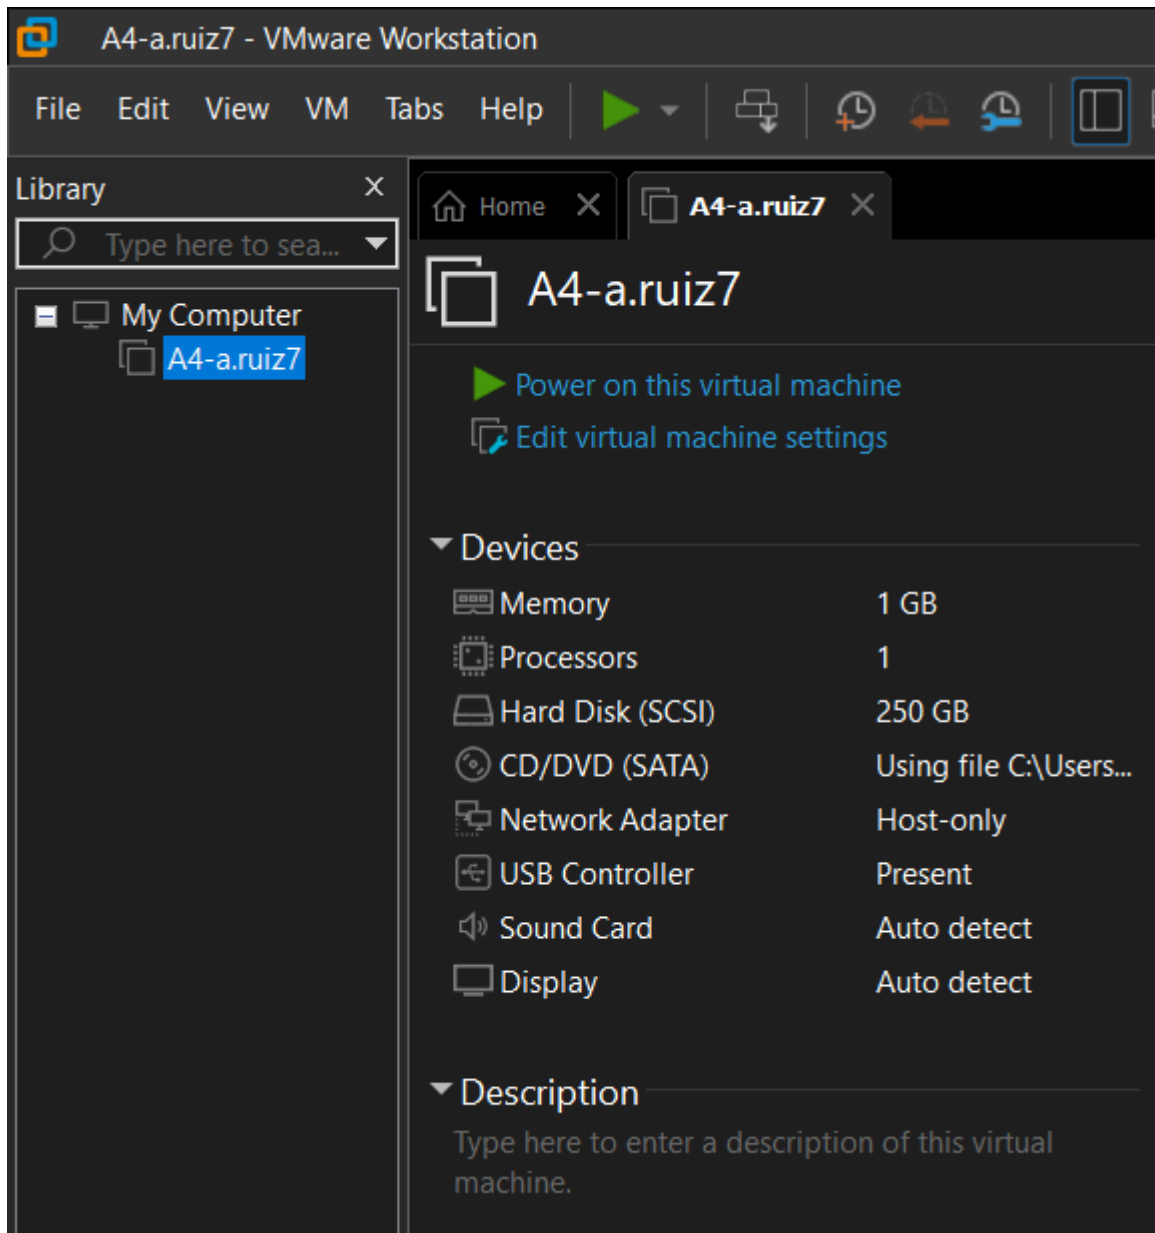 A4-a.ruiz7 - VMware Workstation
File Edit View VM Tabs Help
Library
Type here to sea...
My Computer
A4-a.ruiz7
Home
A4-a.ruiz7
A4-a.ruiz7
Power on this virtual machine
Edit virtual machine settings
Devices
Memory 1 GB
Processors 1
Hard Disk (SCSI) 250 GB
CD/DVD (SATA) Using file C:\Users...
Network Adapter Host-only
USB Controller Present
Sound Card Auto detect
Display Auto detect
Description
Type here to enter a description of this virtual
machine.